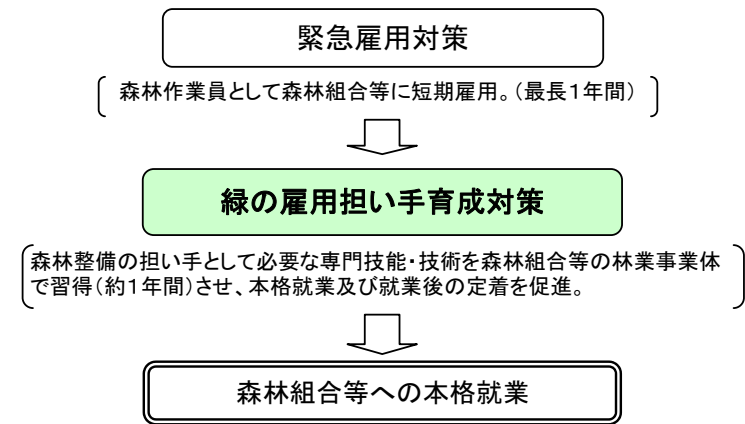 緊急雇用対策
森林作業員として森林組合等に短期雇用。(最長1年間)
緑の雇用担い手育成対策
森林整備の担い手として必要な専門技能・技術を森林組合等の林業事業体
で習得(約1年間)させ、本格就業及び就業後の定着を促進。
森林組合等への本格就業